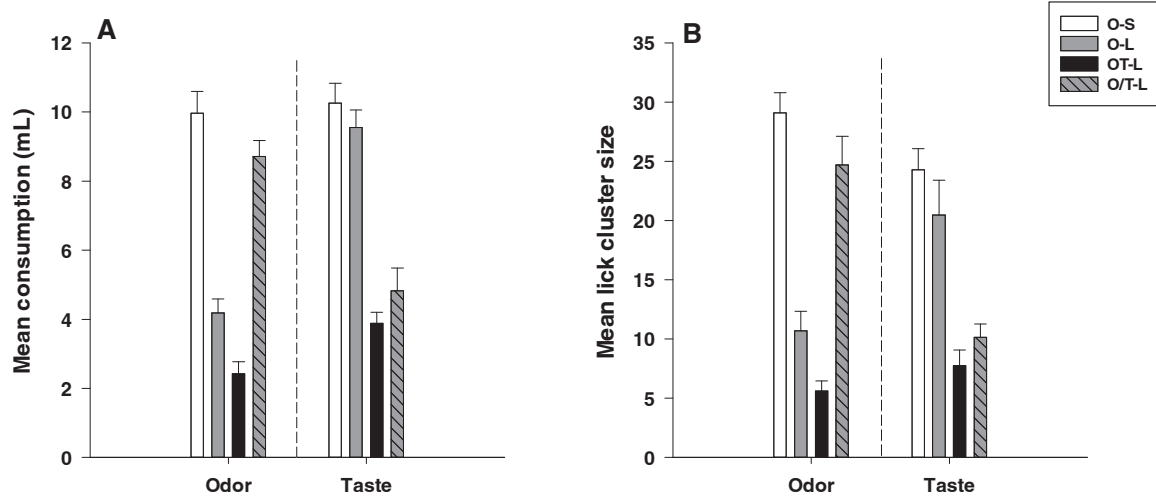 A
Mean consumption (mL)
12
10
8
6
4
2
0
Odor
Taste
B
Mean lick cluster size
35
30
25
20
15
10
5
0
Odor
Taste
O-S
O-L
OT-L
O/T-L